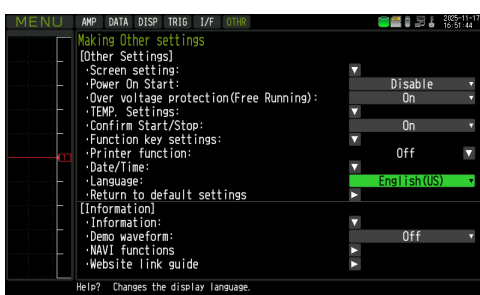 MENU AMP DATA DISP TRIG I/F OTHR 2025-11-17
16:51:44
Making Other settings
[Other Settings]
·Screen setting:
·Power On Start: Disable
·Over voltage protection(Free Running): On
·TEMP. Settings:
·Confirm Start/Stop: On
·Function key settings:
·Printer function: Off
·Date/Time:
·Language: English(US)
·Return to default settings
[Information]
·Information:
·Demo waveform: Off
·NAVI functions
·Website link guide
Help? Changes the display language.